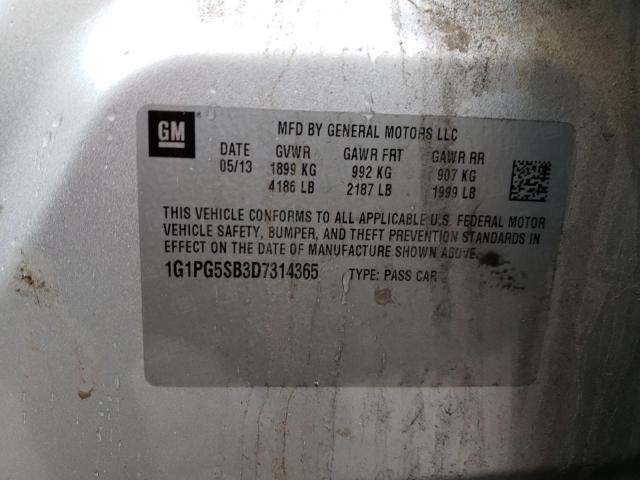 GM
®
MFD BY GENERAL MOTORS LLC
DATE GVWR GAWR FRT GAWR RR
05/13 1899 KG 992 KG 907 KG
4186 LB 2187 LB 1999 LB
THIS VEHICLE CONFORMS TO ALL APPLICABLE U.S. FEDERAL MOTOR
VEHICLE SAFETY, BUMPER, AND THEFT PREVENTION STANDARDS IN
EFFECT ON THE DATE OF MANUFACTURE SHOWN ABOVE.
1G1PG5SB3D7314365 TYPE: PASS CAR